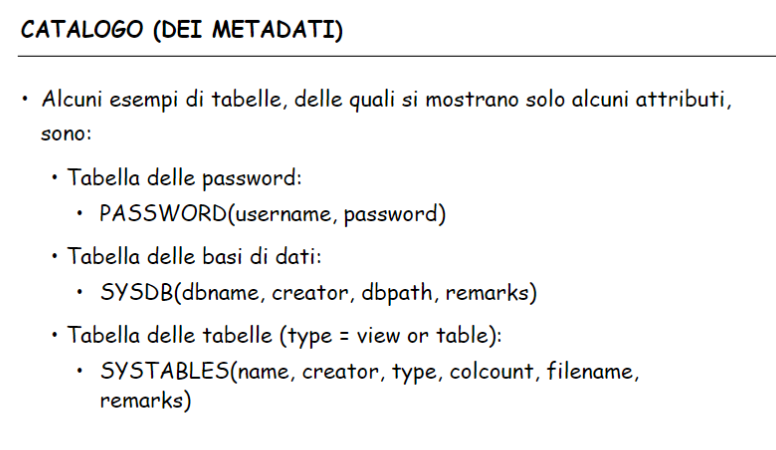 CATALOGO (DEI METADATI)
• Alcuni esempi di tabelle, delle quali si mostrano solo alcuni attributi,
sono:
• Tabella delle password:
• PASSWORD(username, password)
• Tabella delle basi di dati:
• SYSDB(dbname, creator, dbpath, remarks)
• Tabella delle tabelle (type = view or table):
• SYSTABLES(name, creator, type, colcount, filename,
remarks)